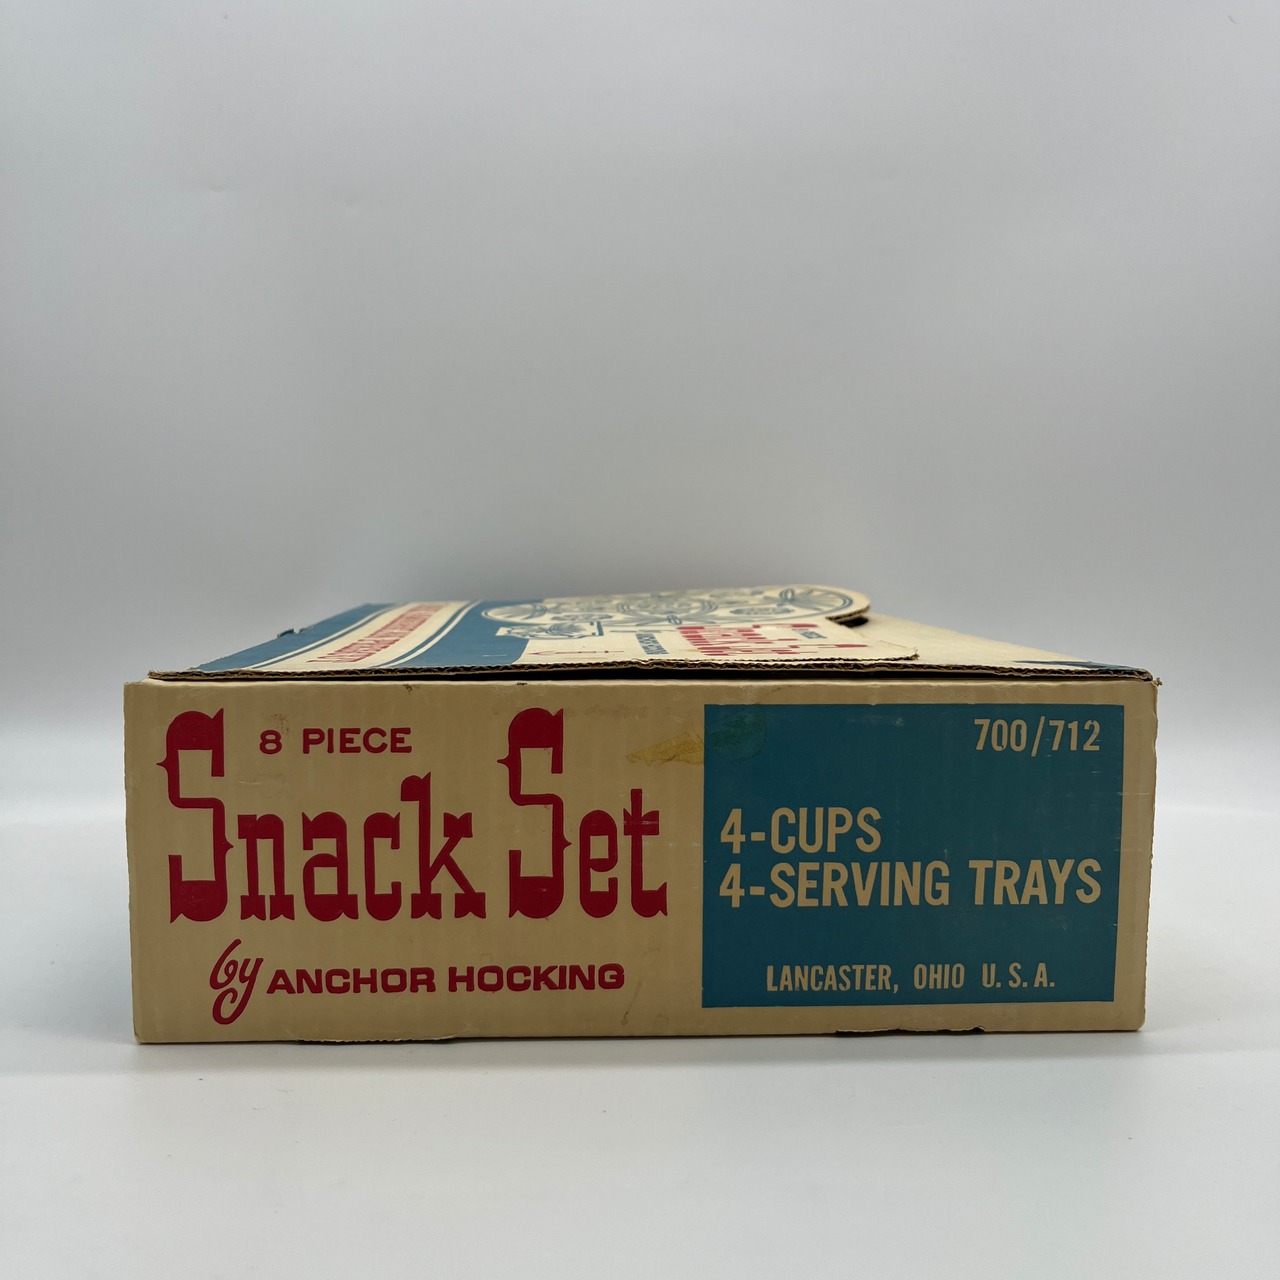 8 PIECE
Snack Set
by ANCHOR HOCKING
700/712
4-CUPS
4-SERVING TRAYS
LANCASTER, OHIO U.S.A.